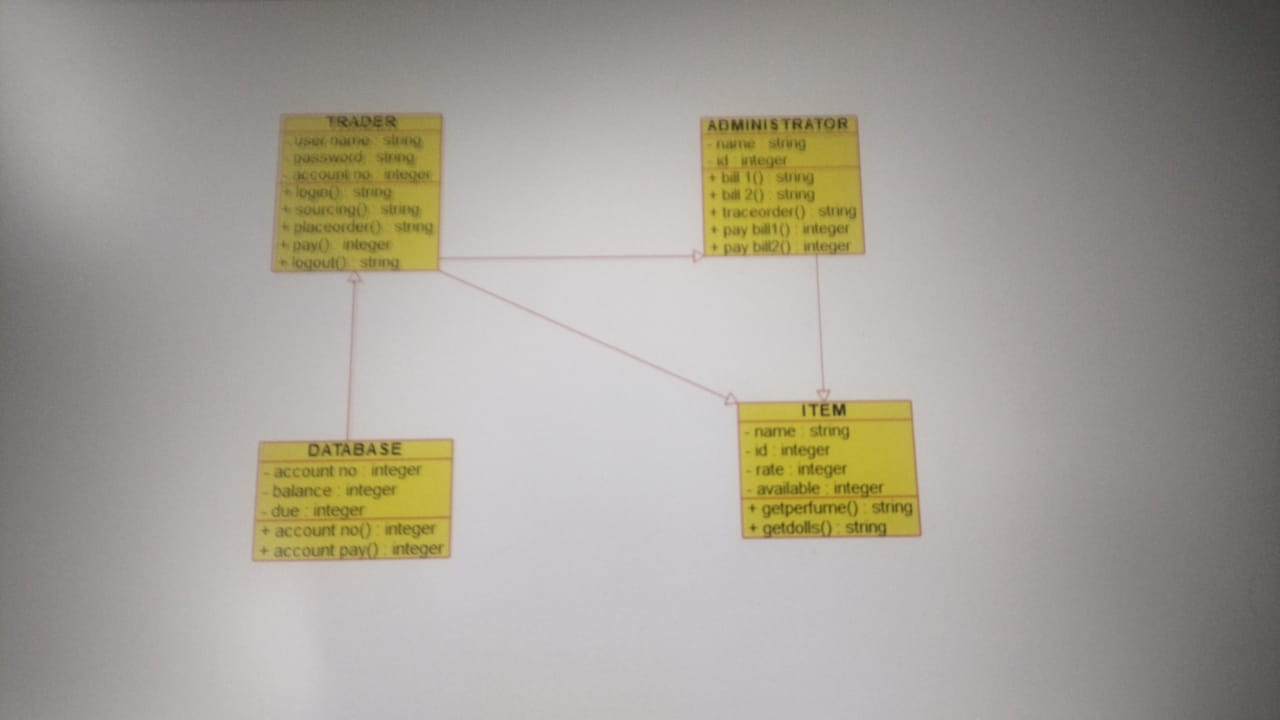 TRADER
- user name : string
- password : string
- account no : integer
+ login() : string
+ sourcing() : string
+ placeorder() : string
+ pay() : integer
+ logout() : string
ADMINISTRATOR
- name : string
- id : integer
+ bill 1() : string
+ bill 2() : string
+ traceorder() : string
+ pay bill1() : integer
+ pay bill2() : integer
DATABASE
- account no : integer
- balance : integer
- due : integer
+ account no() : integer
+ account pay() : integer
ITEM
- name : string
- id : integer
- rate : integer
- available : integer
+ getperfume() : string
+ getdolls() : string